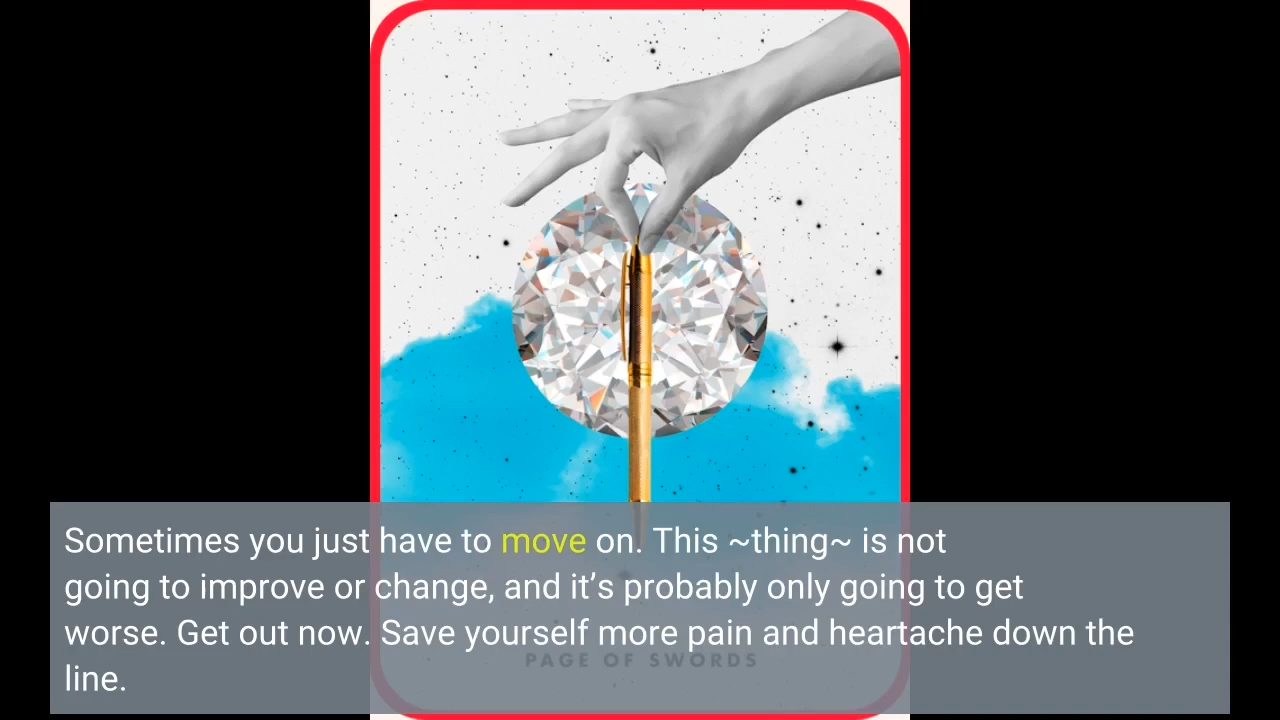 Sometimes you just have to move on. This ~thing~ is not
going to improve or change, and it’s probably only going to get
worse. Get out now. Save yourself more pain and heartache down the
line.
PAGE OF SWORDS